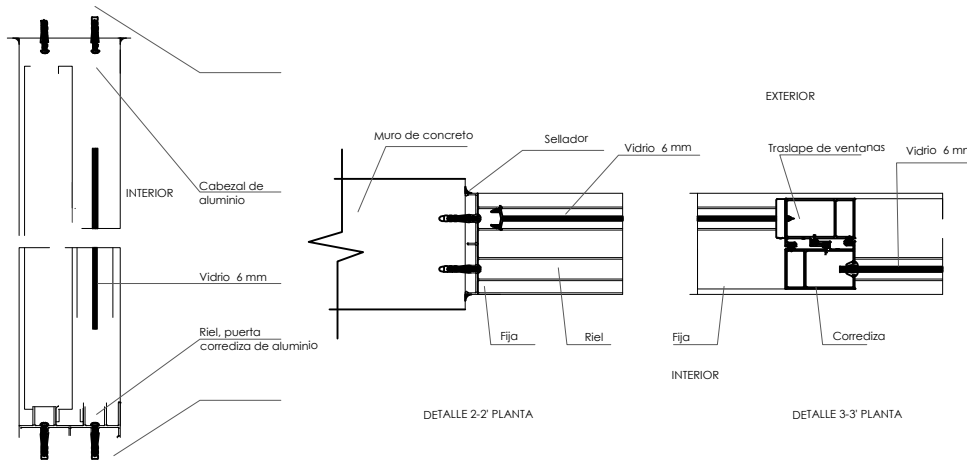 INTERIOR
Cabezal de
aluminio
Vidrio 6 mm
Riel, puerta
corrediza de aluminio
Muro de concreto
Sellador
Vidrio 6 mm
Fija
Riel
DETALLE 2-2' PLANTA
EXTERIOR
Traslape de ventanas
Vidrio 6 mm
Fija
Corrediza
INTERIOR
DETALLE 3-3' PLANTA